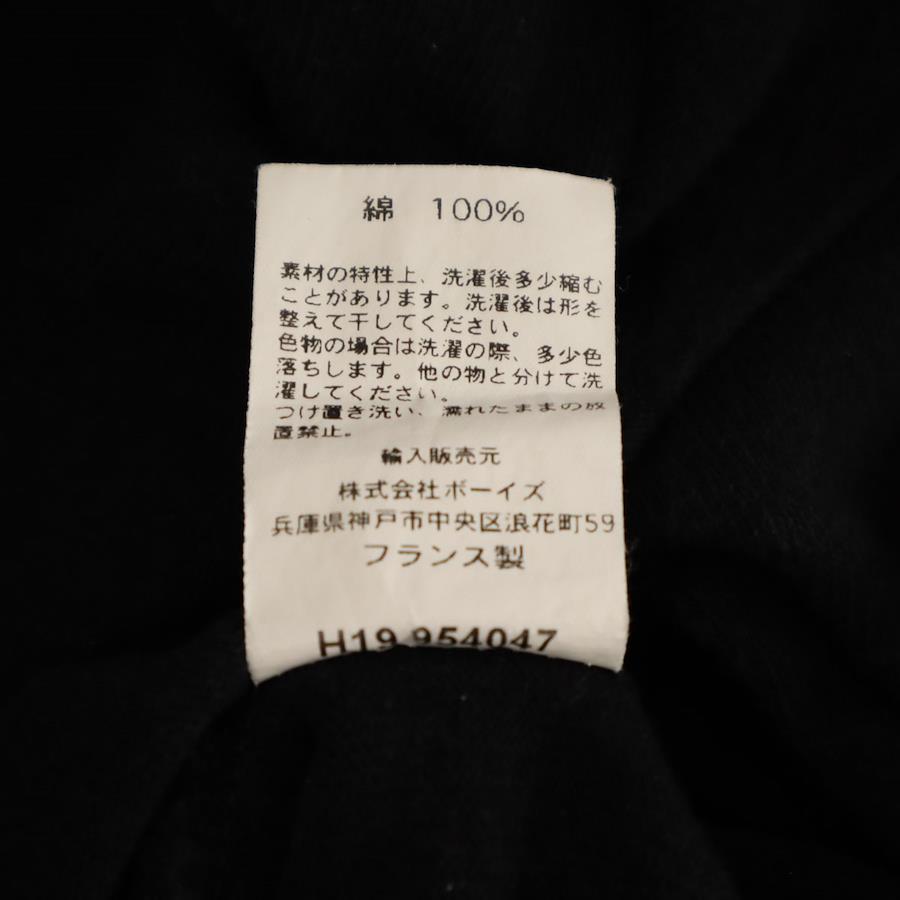 綿 100%
素材の特性上、洗濯後多少縮む
ことがあります。洗濯後は形を
整えて干してください。
色物の場合は洗濯の際、多少色
落ちします。他の物と分けて洗
濯してください。
つけ置き洗い、濡れたままの放
置禁止。
輸入販売元
株式会社ボーイズ
兵庫県神戸市中央区浪花町59
フランス製
H19 954047